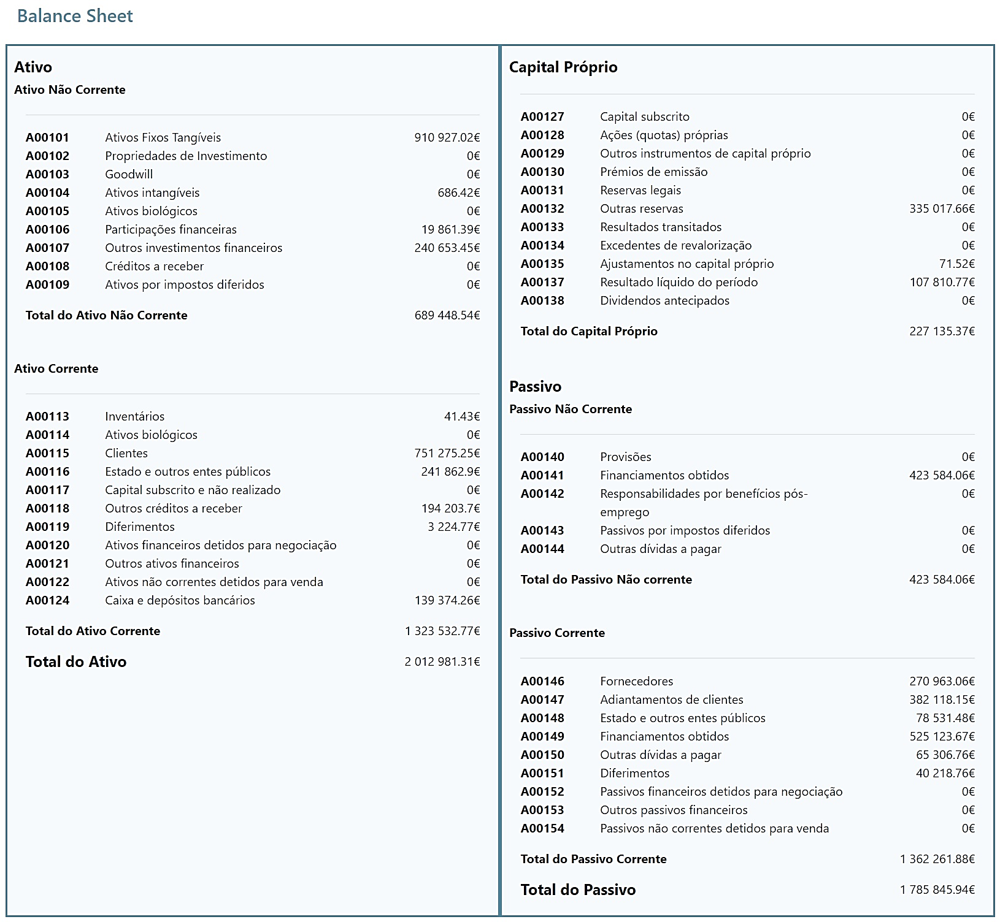 Balance Sheet
Ativo
Ativo Não Corrente
A00101 Ativos Fixos Tangíveis 910 927.02€
A00102 Propriedades de Investimento 0€
A00103 Goodwill 0€
A00104 Ativos intangíveis 686.42€
A00105 Ativos biológicos 0€
A00106 Participações financeiras 19 861.39€
A00107 Outros investimentos financeiros 240 653.45€
A00108 Créditos a receber 0€
A00109 Ativos por impostos diferidos 0€
Total do Ativo Não Corrente 689 448.54€
Ativo Corrente
A00113 Inventários 41.43€
A00114 Ativos biológicos 0€
A00115 Clientes 751 275.25€
A00116 Estado e outros entes públicos 241 862.9€
A00117 Capital subscrito e não realizado 0€
A00118 Outros créditos a receber 194 203.7€
A00119 Diferimentos 3 224.77€
A00120 Ativos financeiros detidos para negociação 0€
A00121 Outros ativos financeiros 0€
A00122 Ativos não correntes detidos para venda 0€
A00124 Caixa e depósitos bancários 139 374.26€
Total do Ativo Corrente 1 323 532.77€
Total do Ativo 2 012 981.31€
Capital Próprio
A00127 Capital subscrito 0€
A00128 Ações (quotas) próprias 0€
A00129 Outros instrumentos de capital próprio 0€
A00130 Prémios de emissão 0€
A00131 Reservas legais 0€
A00132 Outras reservas 335 017.66€
A00133 Resultados transitados 0€
A00134 Excedentes de revalorização 0€
A00135 Ajustamentos no capital próprio 71.52€
A00137 Resultado líquido do período 107 810.77€
A00138 Dividendos antecipados 0€
Total do Capital Próprio 227 135.37€
Passivo
Passivo Não Corrente
A00140 Provisões 0€
A00141 Financiamentos obtidos 423 584.06€
A00142 Responsabilidades por benefícios pós- 0€
emprego
A00143 Passivos por impostos diferidos 0€
A00144 Outras dívidas a pagar 0€
Total do Passivo Não corrente 423 584.06€
Passivo Corrente
A00146 Fornecedores 270 963.06€
A00147 Adiantamentos de clientes 382 118.15€
A00148 Estado e outros entes públicos 78 531.48€
A00149 Financiamentos obtidos 525 123.67€
A00150 Outras dívidas a pagar 65 306.76€
A00151 Diferimentos 40 218.76€
A00152 Passivos financeiros detidos para negociação 0€
A00153 Outros passivos financeiros 0€
A00154 Passivos não correntes detidos para venda 0€
Total do Passivo Corrente 1 362 261.88€
Total do Passivo 1 785 845.94€